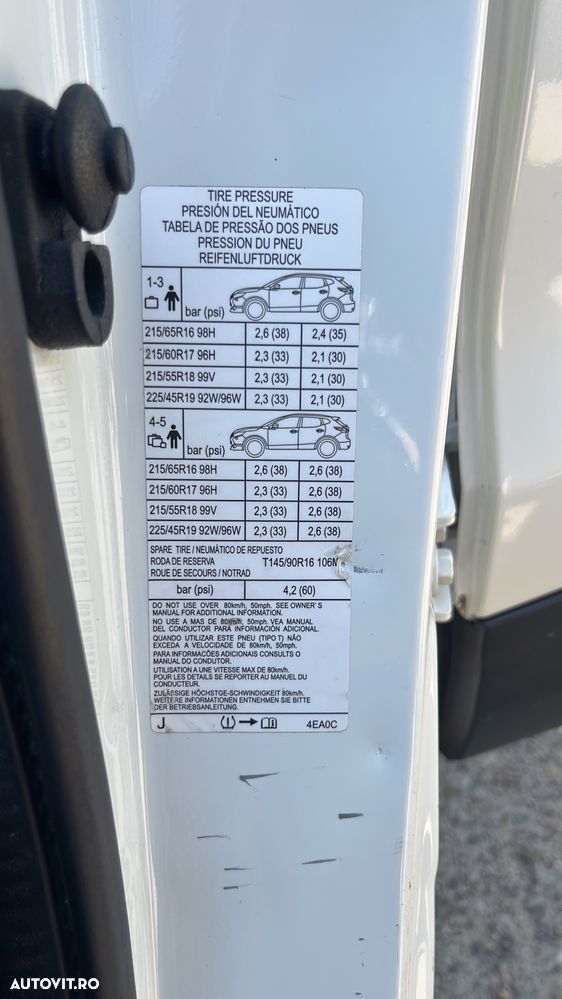 TIRE PRESSURE
PRESIÓN DEL NEUMÁTICO
TABELA DE PRESSÃO DOS PNEUS
PRESSION DU PNEU
REIFENLUFTDRUCK
1-3 bar (psi)
215/65R16 98H 2,6 (38) 2,4 (35)
215/60R17 96H 2,3 (33) 2,1 (30)
215/55R18 99V 2,3 (33) 2,1 (30)
225/45R19 92W/96W 2,3 (33) 2,1 (30)
4-5 bar (psi)
215/65R16 98H 2,6 (38) 2,6 (38)
215/60R17 96H 2,3 (33) 2,6 (38)
215/55R18 99V 2,3 (33) 2,6 (38)
225/45R19 92W/96W 2,3 (33) 2,6 (38)
SPARE TIRE / NEUMÁTICO DE REPUESTO
RODA DE RESERVA T145/90R16 106M
ROUE DE SECOURS / NOTRAD
bar (psi) 4,2 (60)
DO NOT USE OVER 80km/h, 50mph. SEE OWNER'S
MANUAL FOR ADDITIONAL INFORMATION.
NO USE A MAS DE 80km/h, 50mph. VEA MANUAL
DEL CONDUCTOR PARA INFORMACIÓN ADICIONAL.
QUANDO UTILIZAR ESTE PNEU (TIPO T) NÃO
EXCEDA A VELOCIDADE DE 80km/h, 50mph.
PARA INFORMACÕES ADICIONAIS CONSULTS O
MANUAL DO CONDUTOR.
UTILISATION A UNE VITESSE MAX DE 80km/h.
POUR LES DETAILS SE REPORTER AU MANUEL DU
CONDUCTEUR.
ZULÄSSIGE HÖCHSTGE-SCHWINDIGKEIT 80km/h.
WEITERE INFORMATIONEN ENTNEHMEN SIE BITTE
DER BETRIEBSANLEITUNG.
J 4EA0C
AUTOVIT.RO